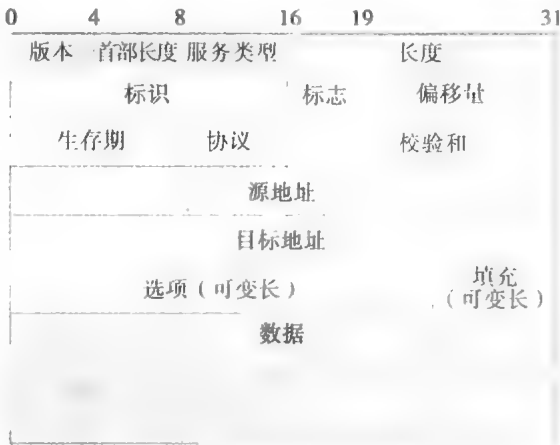 0 4 8 16 19 31
版本 首部长度 服务类型 长度
标识 标志 偏移量
生存期 协议 校验和
源地址
目标地址
选项（可变长） 填充
（可变长）
数据